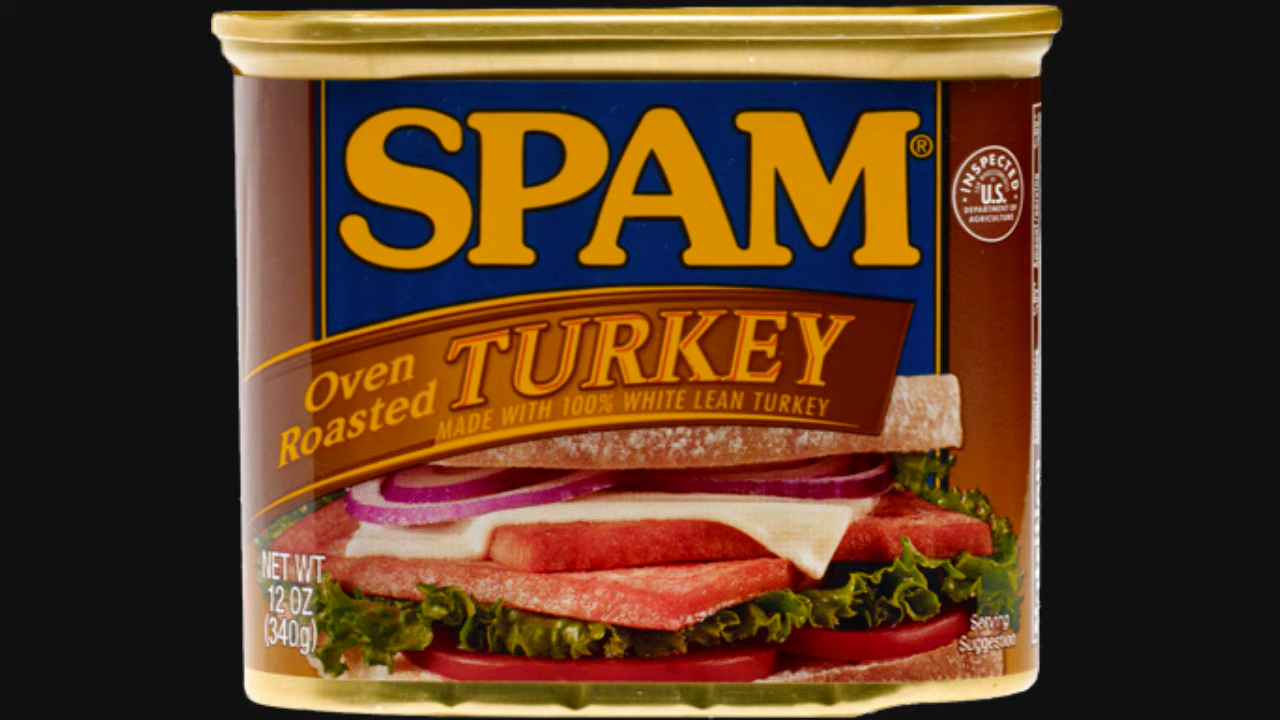 SPAM®
Oven
Roasted
TURKEY
MADE WITH 100% WHITE LEAN TURKEY
INSPECTED
U.S.
DEPARTMENT OF
AGRICULTURE
NET WT
12 OZ
(340g)
Serving
Suggestion